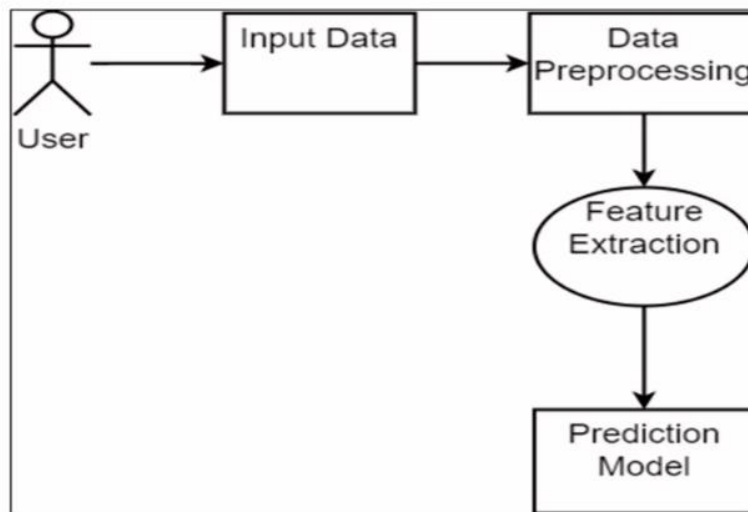 User
Input Data
Data
Preprocessing
Feature
Extraction
Prediction
Model